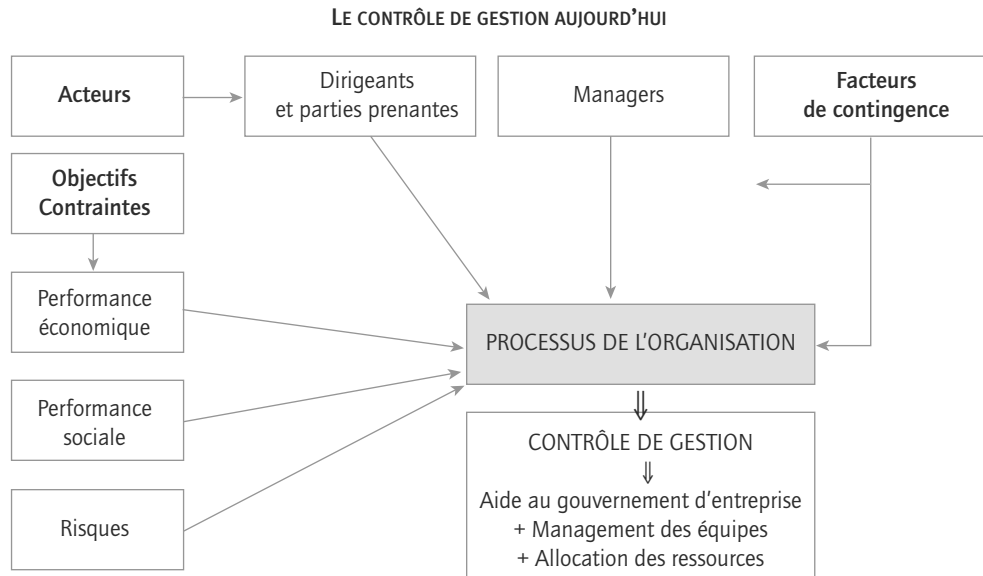 LE CONTRÔLE DE GESTION AUJOURD'HUI
Acteurs
Dirigeants
et parties prenantes
Managers
Facteurs
de contingence
Objectifs
Contraintes
Performance
économique
PROCESSUS DE L'ORGANISATION
Performance
sociale
CONTRÔLE DE GESTION
Aide au gouvernement d'entreprise
+ Management des équipes
+ Allocation des ressources
Risques